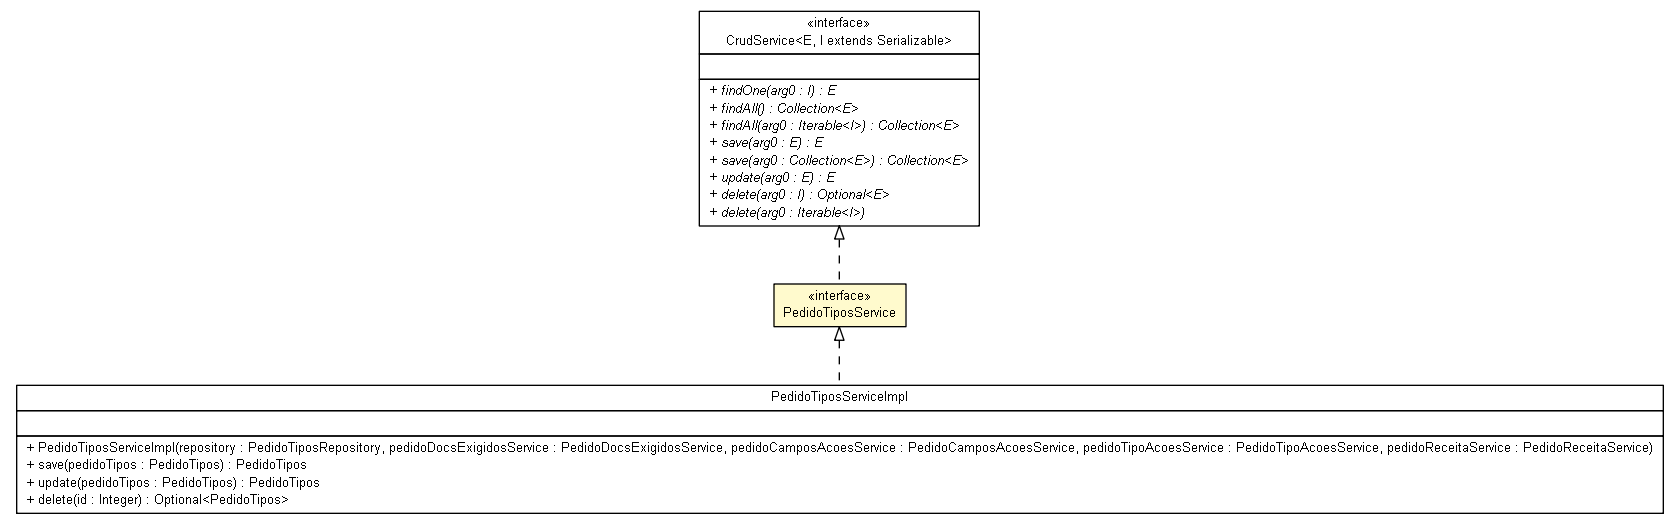 «interface»
CrudService<E, I extends Serializable>
+ findOne(arg0 : I) : E
+ findAll() : Collection<E>
+ findAll(arg0 : Iterable<I>) : Collection<E>
+ save(arg0 : E) : E
+ save(arg0 : Collection<E>) : Collection<E>
+ update(arg0 : E) : E
+ delete(arg0 : I) : Optional<E>
+ delete(arg0 : Iterable<I>)
«interface»
PedidoTiposService
PedidoTiposServiceImpl
+ PedidoTiposServiceImpl(repository : PedidoTiposRepository, pedidoDocsExigidosService : PedidoDocsExigidosService, pedidoCamposAcoesService : PedidoCamposAcoesService, pedidoTipoAcoesService : PedidoTipoAcoesService, pedidoReceitaService : PedidoReceitaService)
+ save(pedidoTipos : PedidoTipos) : PedidoTipos
+ update(pedidoTipos : PedidoTipos) : PedidoTipos
+ delete(id : Integer) : Optional<PedidoTipos>